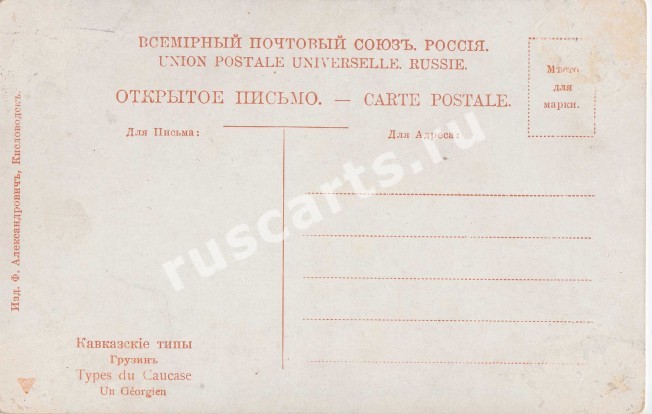 ВСЕМІРНЫЙ ПОЧТОВЫЙ СОЮЗЪ. РОССІЯ.
UNION POSTALE UNIVERSELLE. RUSSIE.
ОТКРЫТОЕ ПИСЬМО. — CARTE POSTALE.
Мѣсто
для
марки.
Для Письма:
Для Адреса:
Изд. Ф. Александровичъ, Кисловодскъ.
Кавказскіе типы
Грузинъ
Types du Caucase
Un Géorgien
ruscarts.ru